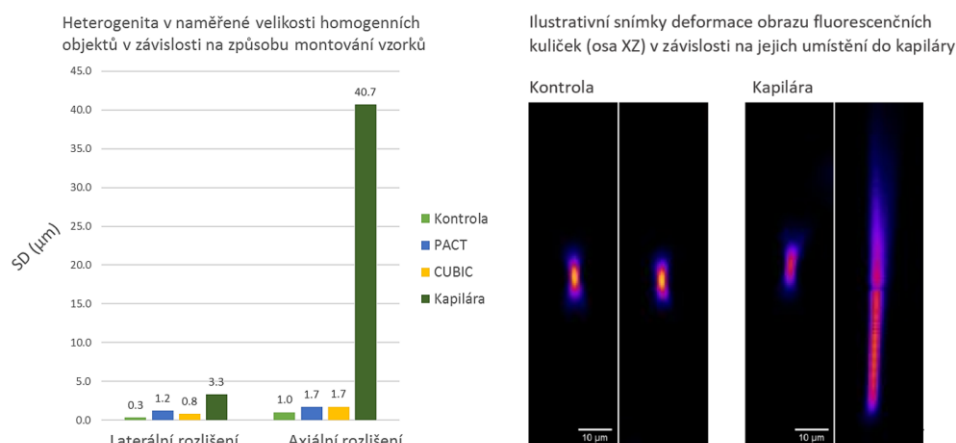 Heterogenita v naměřené velikosti homogenních
objektů v závislosti na způsobu montování vzorků
45.0
40.0
35.0
30.0
25.0
20.0
15.0
10.0
5.0
0.0
SD (μm)
0.3
1.2
0.8
3.3
1.0
1.7
1.7
40.7
Laterální rozlišení
Axiální rozlišení
Kontrola
PACT
CUBIC
Kapilára
Ilustrativní snímky deformace obrazu fluorescenčních
kuliček (osa XZ) v závislosti na jejich umístění do kapiláry
Kontrola
Kapilára
10 μm
10 μm